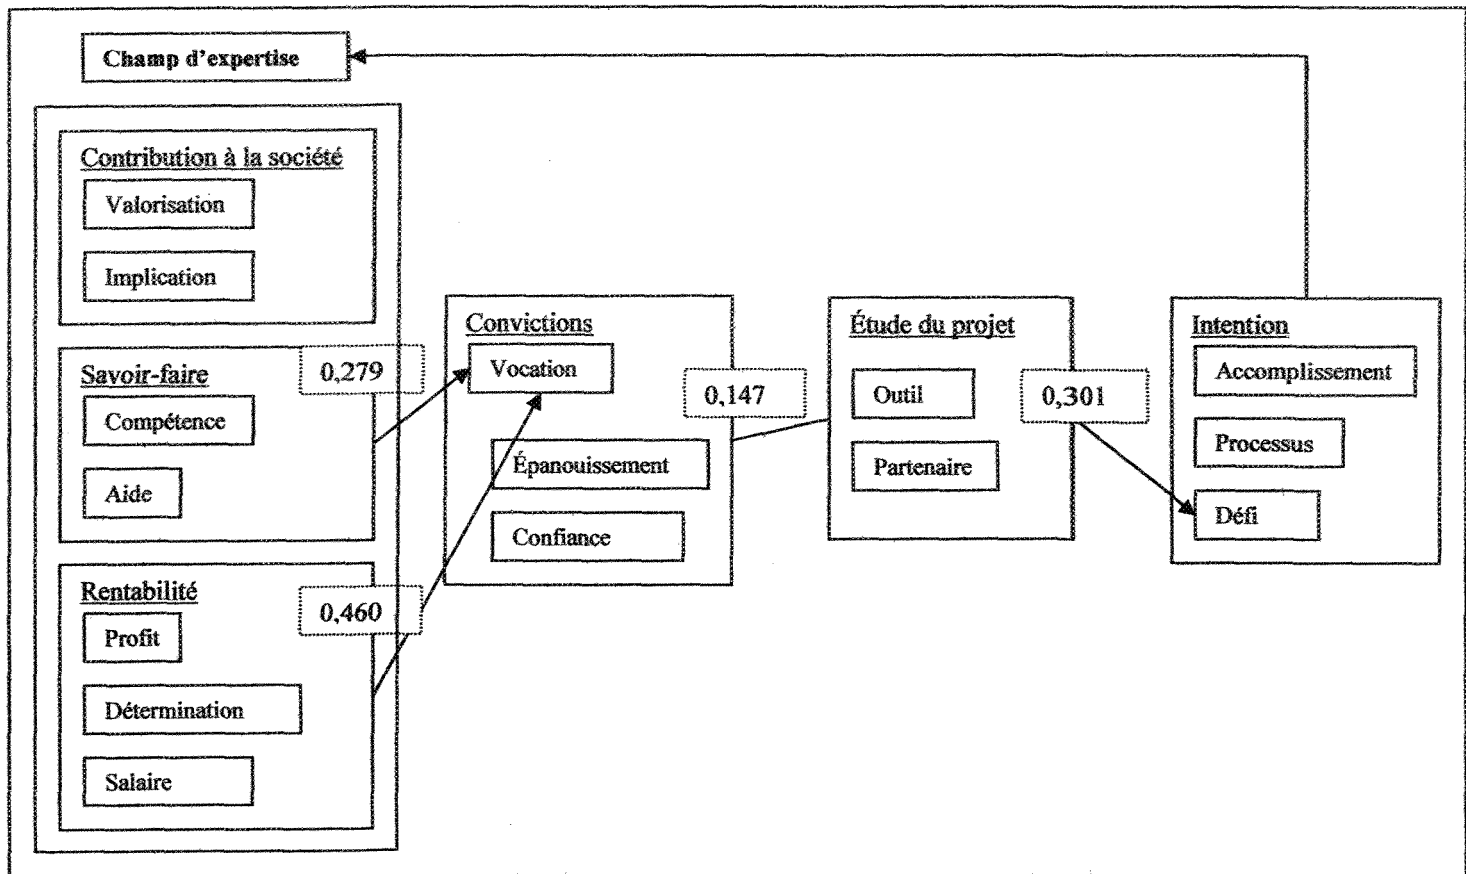 Champ d'expertise
Contribution à la société
Valorisation
Implication
Savoir-faire
0,279
Compétence
Aide
Rentabilité
0,460
Profit
Détermination
Salaire
Convictions
Vocation
0,147
Épanouissement
Confiance
Étude du projet
Outil
0,301
Partenaire
Intention
Accomplissement
Processus
Défi